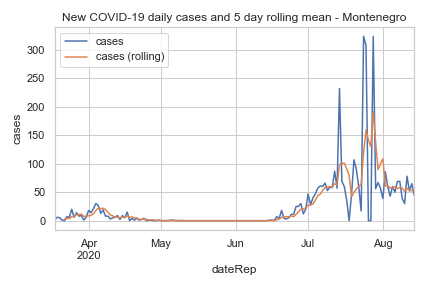 New COVID-19 daily cases and 5 day rolling mean - Montenegro
cases
cases (rolling)
300
250
200
150
100
50
0
cases
Apr
2020
May
Jun
Jul
Aug
dateRep